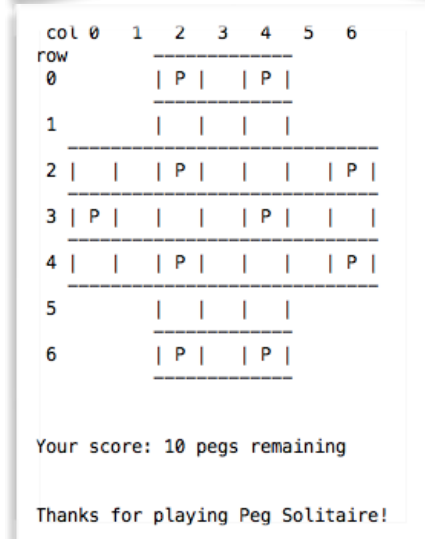 col 0   1   2   3   4   5   6
row          -------------
0            | P |   | P |
             -------------
1            |   |   |   |
     -----------------------------
2    |   |   | P |   |   |   | P |
     -----------------------------
3    | P |   |   |   | P |   |   |
     -----------------------------
4    |   |   | P |   |   |   | P |
     -----------------------------
5            |   |   |   |
             -------------
6            | P |   | P |
             -------------
Your score: 10 pegs remaining
Thanks for playing Peg Solitaire!